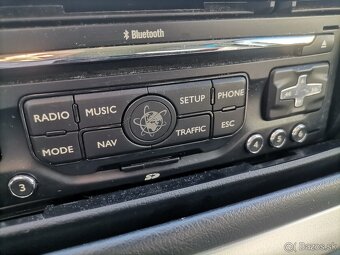 Bluetooth
RADIO MUSIC SETUP PHONE
MODE NAV TRAFFIC ESC
3
SD
bazos.sk